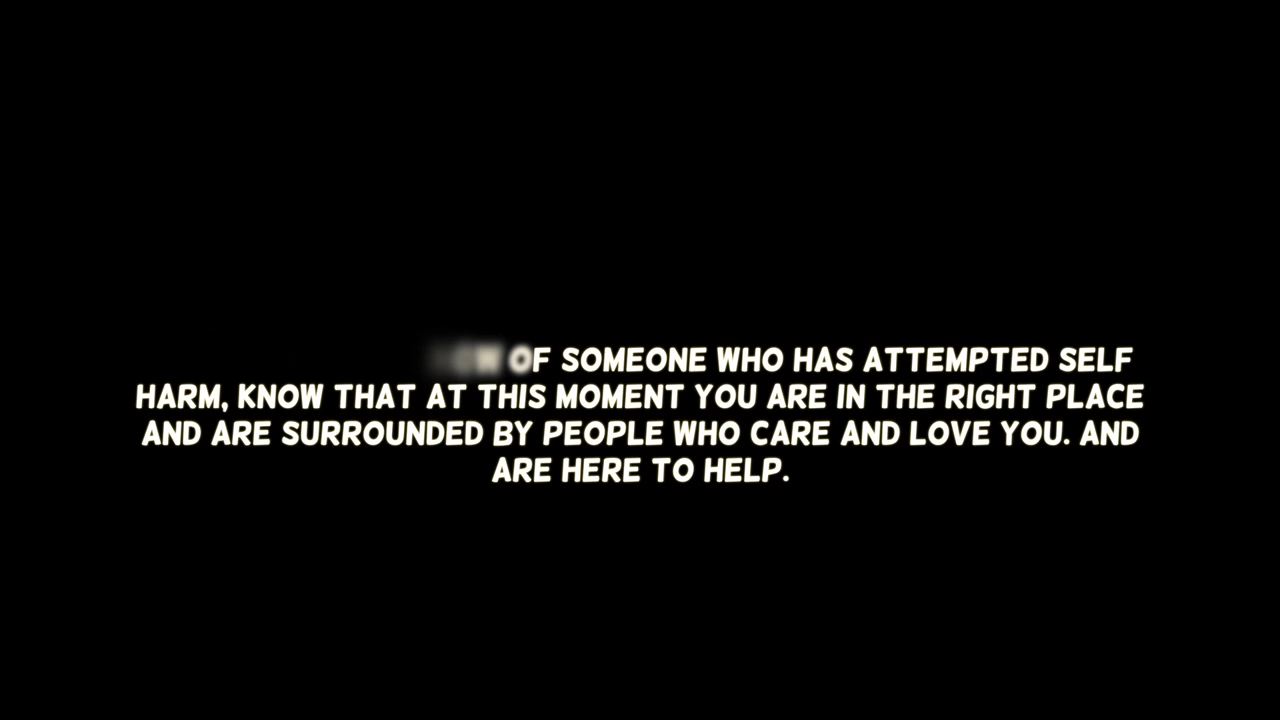 OF SOMEONE WHO HAS ATTEMPTED SELF
HARM, KNOW THAT AT THIS MOMENT YOU ARE IN THE RIGHT PLACE
AND ARE SURROUNDED BY PEOPLE WHO CARE AND LOVE YOU. AND
ARE HERE TO HELP.